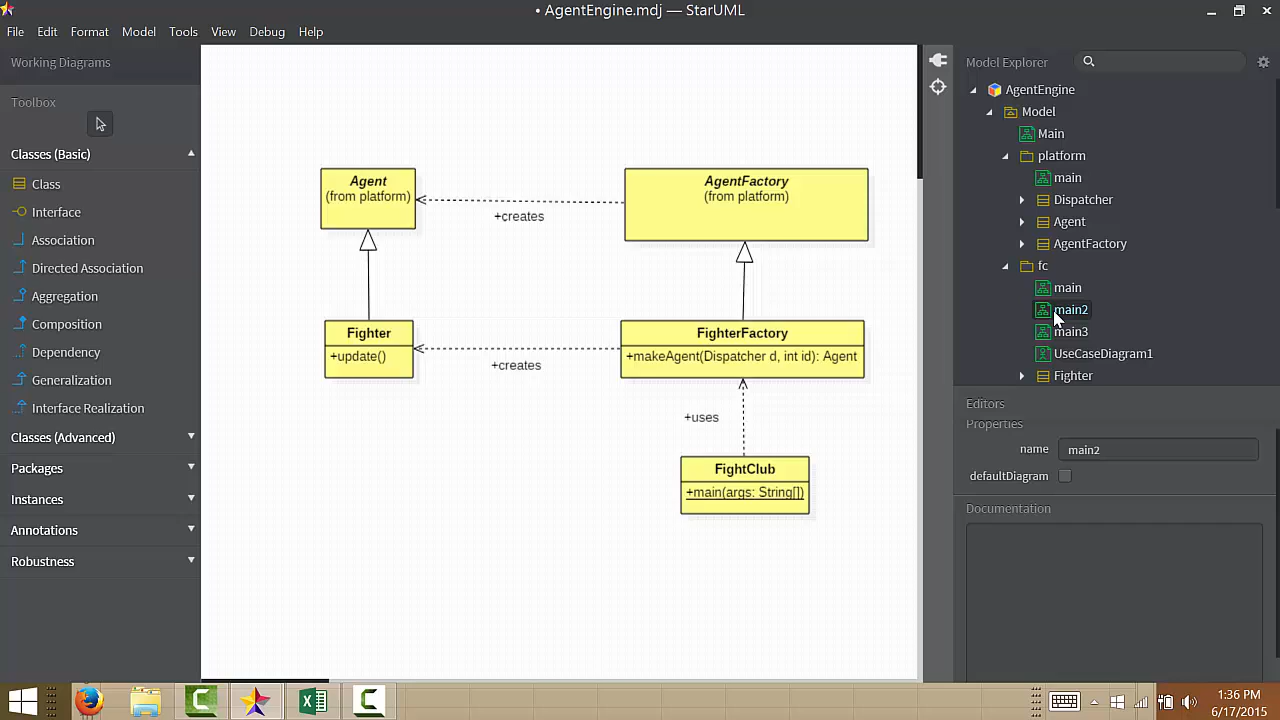 • AgentEngine.mdj — StarUML
File Edit Format Model Tools View Debug Help
Working Diagrams
Toolbox
Classes (Basic)
Class
Interface
Association
Directed Association
Aggregation
Composition
Dependency
Generalization
Interface Realization
Classes (Advanced)
Packages
Instances
Annotations
Robustness
Agent
(from platform)
AgentFactory
(from platform)
+creates
Fighter
+update()
FighterFactory
+makeAgent(Dispatcher d, int id): Agent
+creates
+uses
FightClub
+main(args: String[])
Model Explorer
AgentEngine
Model
Main
platform
main
Dispatcher
Agent
AgentFactory
fc
main
main2
main3
UseCaseDiagram1
Fighter
Editors
Properties
name main2
defaultDiagram
Documentation
1:36 PM
6/17/2015